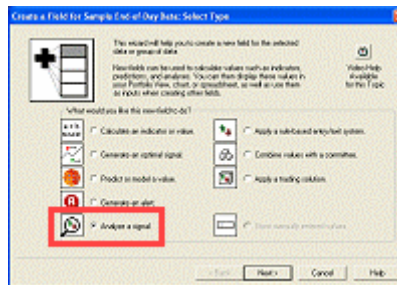 Create a Field for Sample End-of-Day Data: Select Type
This wizard will help you to create a new field for the selected
data or group of data.
New fields can be used to calculate values such as indicators,
predictions, and analyses. You can then display these values in
your Portfolio View, chart, or spreadsheet, as well as use them
as inputs when creating other fields.
Video Help
Available
for this Topic
What would you like this new field to do?
Calculate an indicator or value.
Apply a rule-based entry/exit system.
Generate an optimal signal.
Combine values with a committee.
Predict or model a value.
Apply a trading solution.
Generate an alert.
Analyze a signal.
Store manually entered values.
< Back
Next >
Cancel
Help